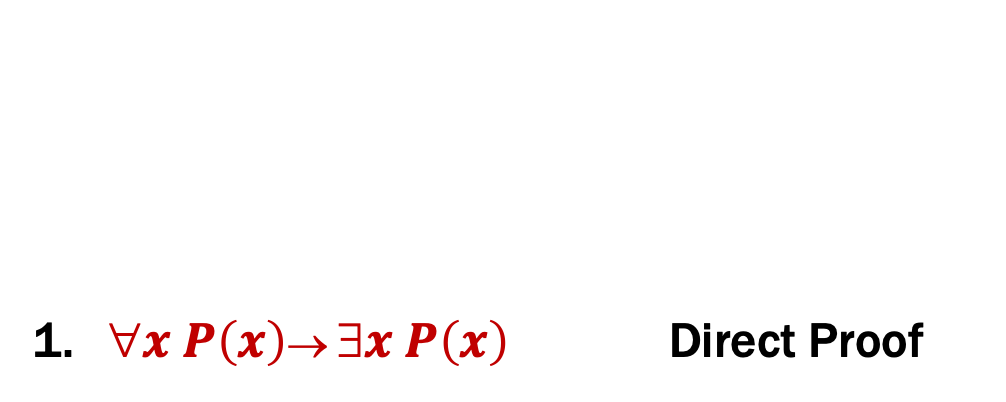 1. ∀x P(x)→∃x P(x) Direct Proof